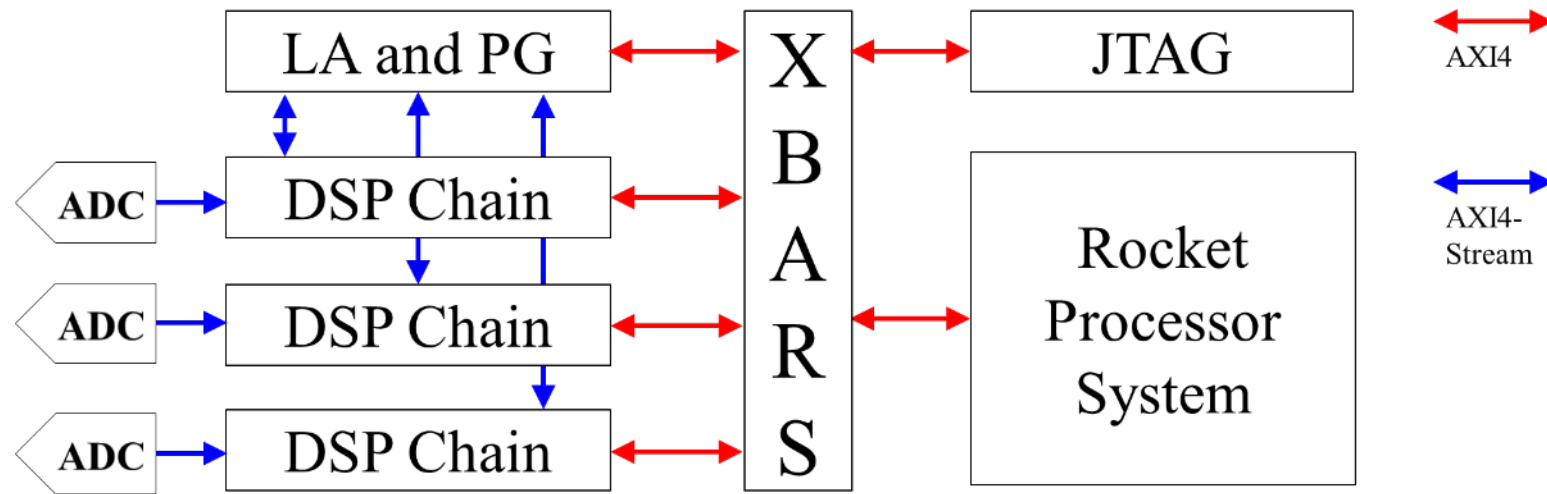 LA and PG
X
B
A
R
S
JTAG
AXI4
ADC
DSP Chain
Rocket
Processor
System
AXI4-
Stream
ADC
DSP Chain
ADC
DSP Chain